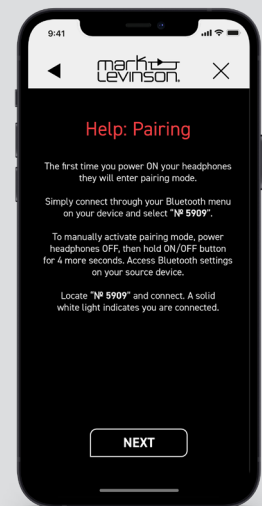 9:41
mark
Levinson.
Help: Pairing
The first time you power ON your headphones
they will enter pairing mode.
Simply connect through your Bluetooth menu
on your device and select "Nº 5909".
To manually activate pairing mode, power
headphones OFF, then hold ON/OFF button
for 4 more seconds. Access Bluetooth settings
on your source device.
Locate "Nº 5909" and connect. A solid
white light indicates you are connected.
NEXT